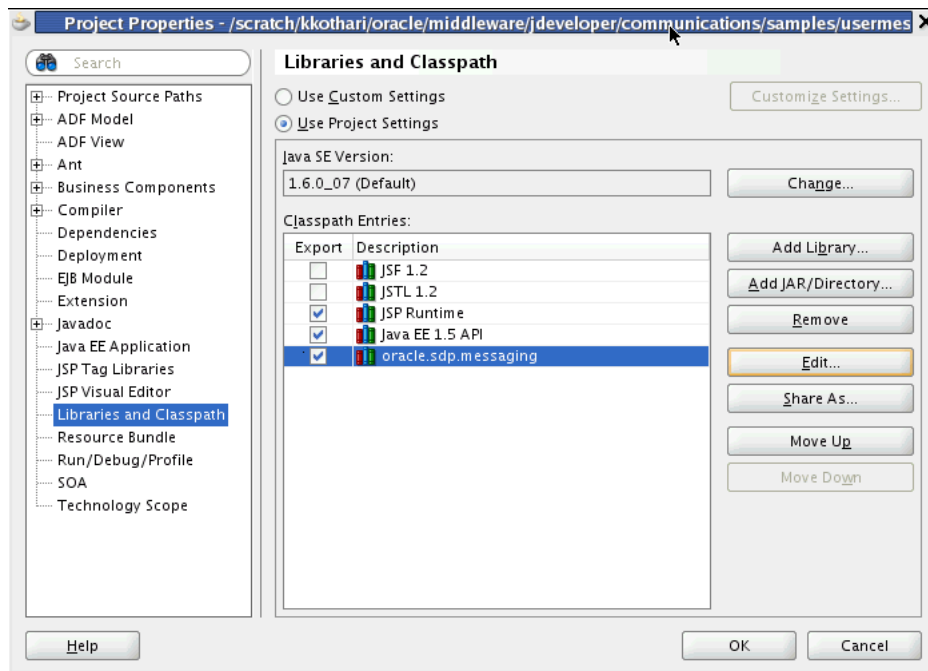 Project Properties - /scratch/kkothari/oracle/middleware/jdeveloper/communications/samples/usermes
Search
Project Source Paths
ADF Model
ADF View
Ant
Business Components
Compiler
Dependencies
Deployment
EJB Module
Extension
Javadoc
Java EE Application
JSP Tag Libraries
JSP Visual Editor
Libraries and Classpath
Resource Bundle
Run/Debug/Profile
SOA
Technology Scope
Libraries and Classpath
Use Custom Settings
Customize Settings...
Use Project Settings
Java SE Version:
1.6.0_07 (Default)
Change...
Classpath Entries:
Export Description
JSF 1.2
JSTL 1.2
JSP Runtime
Java EE 1.5 API
oracle.sdp.messaging
Add Library...
Add JAR/Directory...
Remove
Edit...
Share As...
Move Up
Move Down
Help
OK
Cancel